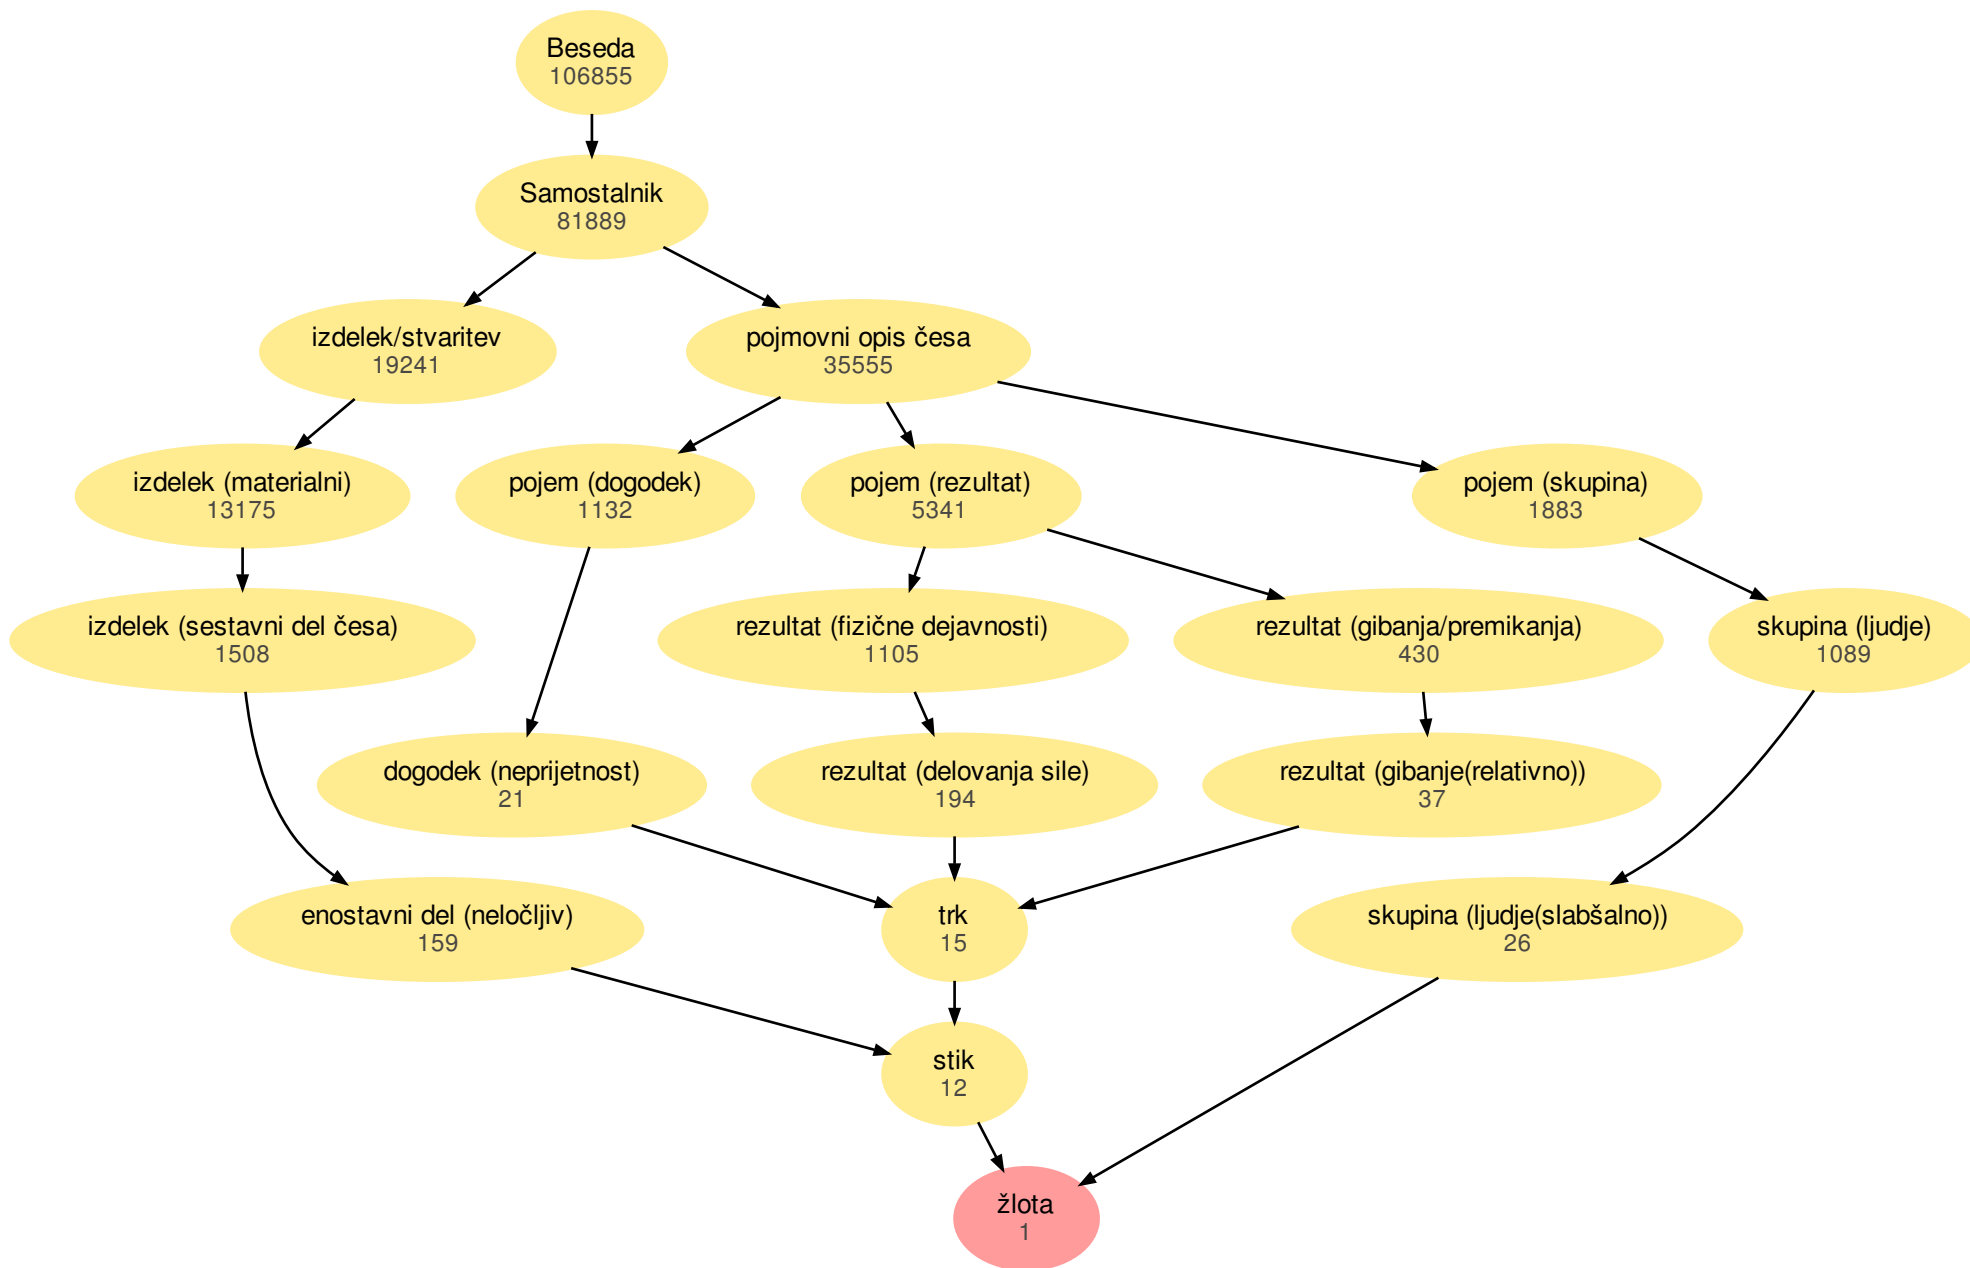 Beseda
106855
Samostalnik
81889
izdelek/stvaritev
19241
pojmovni opis česa
35555
izdelek (materialni)
13175
pojem (dogodek)
1132
pojem (rezultat)
5341
pojem (skupina)
1883
izdelek (sestavni del česa)
1508
rezultat (fizične dejavnosti)
1105
rezultat (gibanja/premikanja)
430
skupina (ljudje)
1089
dogodek (neprijetnost)
21
rezultat (delovanja sile)
194
rezultat (gibanje(relativno))
37
enostavni del (neločljiv)
159
trk
15
skupina (ljudje(slabšalno))
26
stik
12
žlota
1